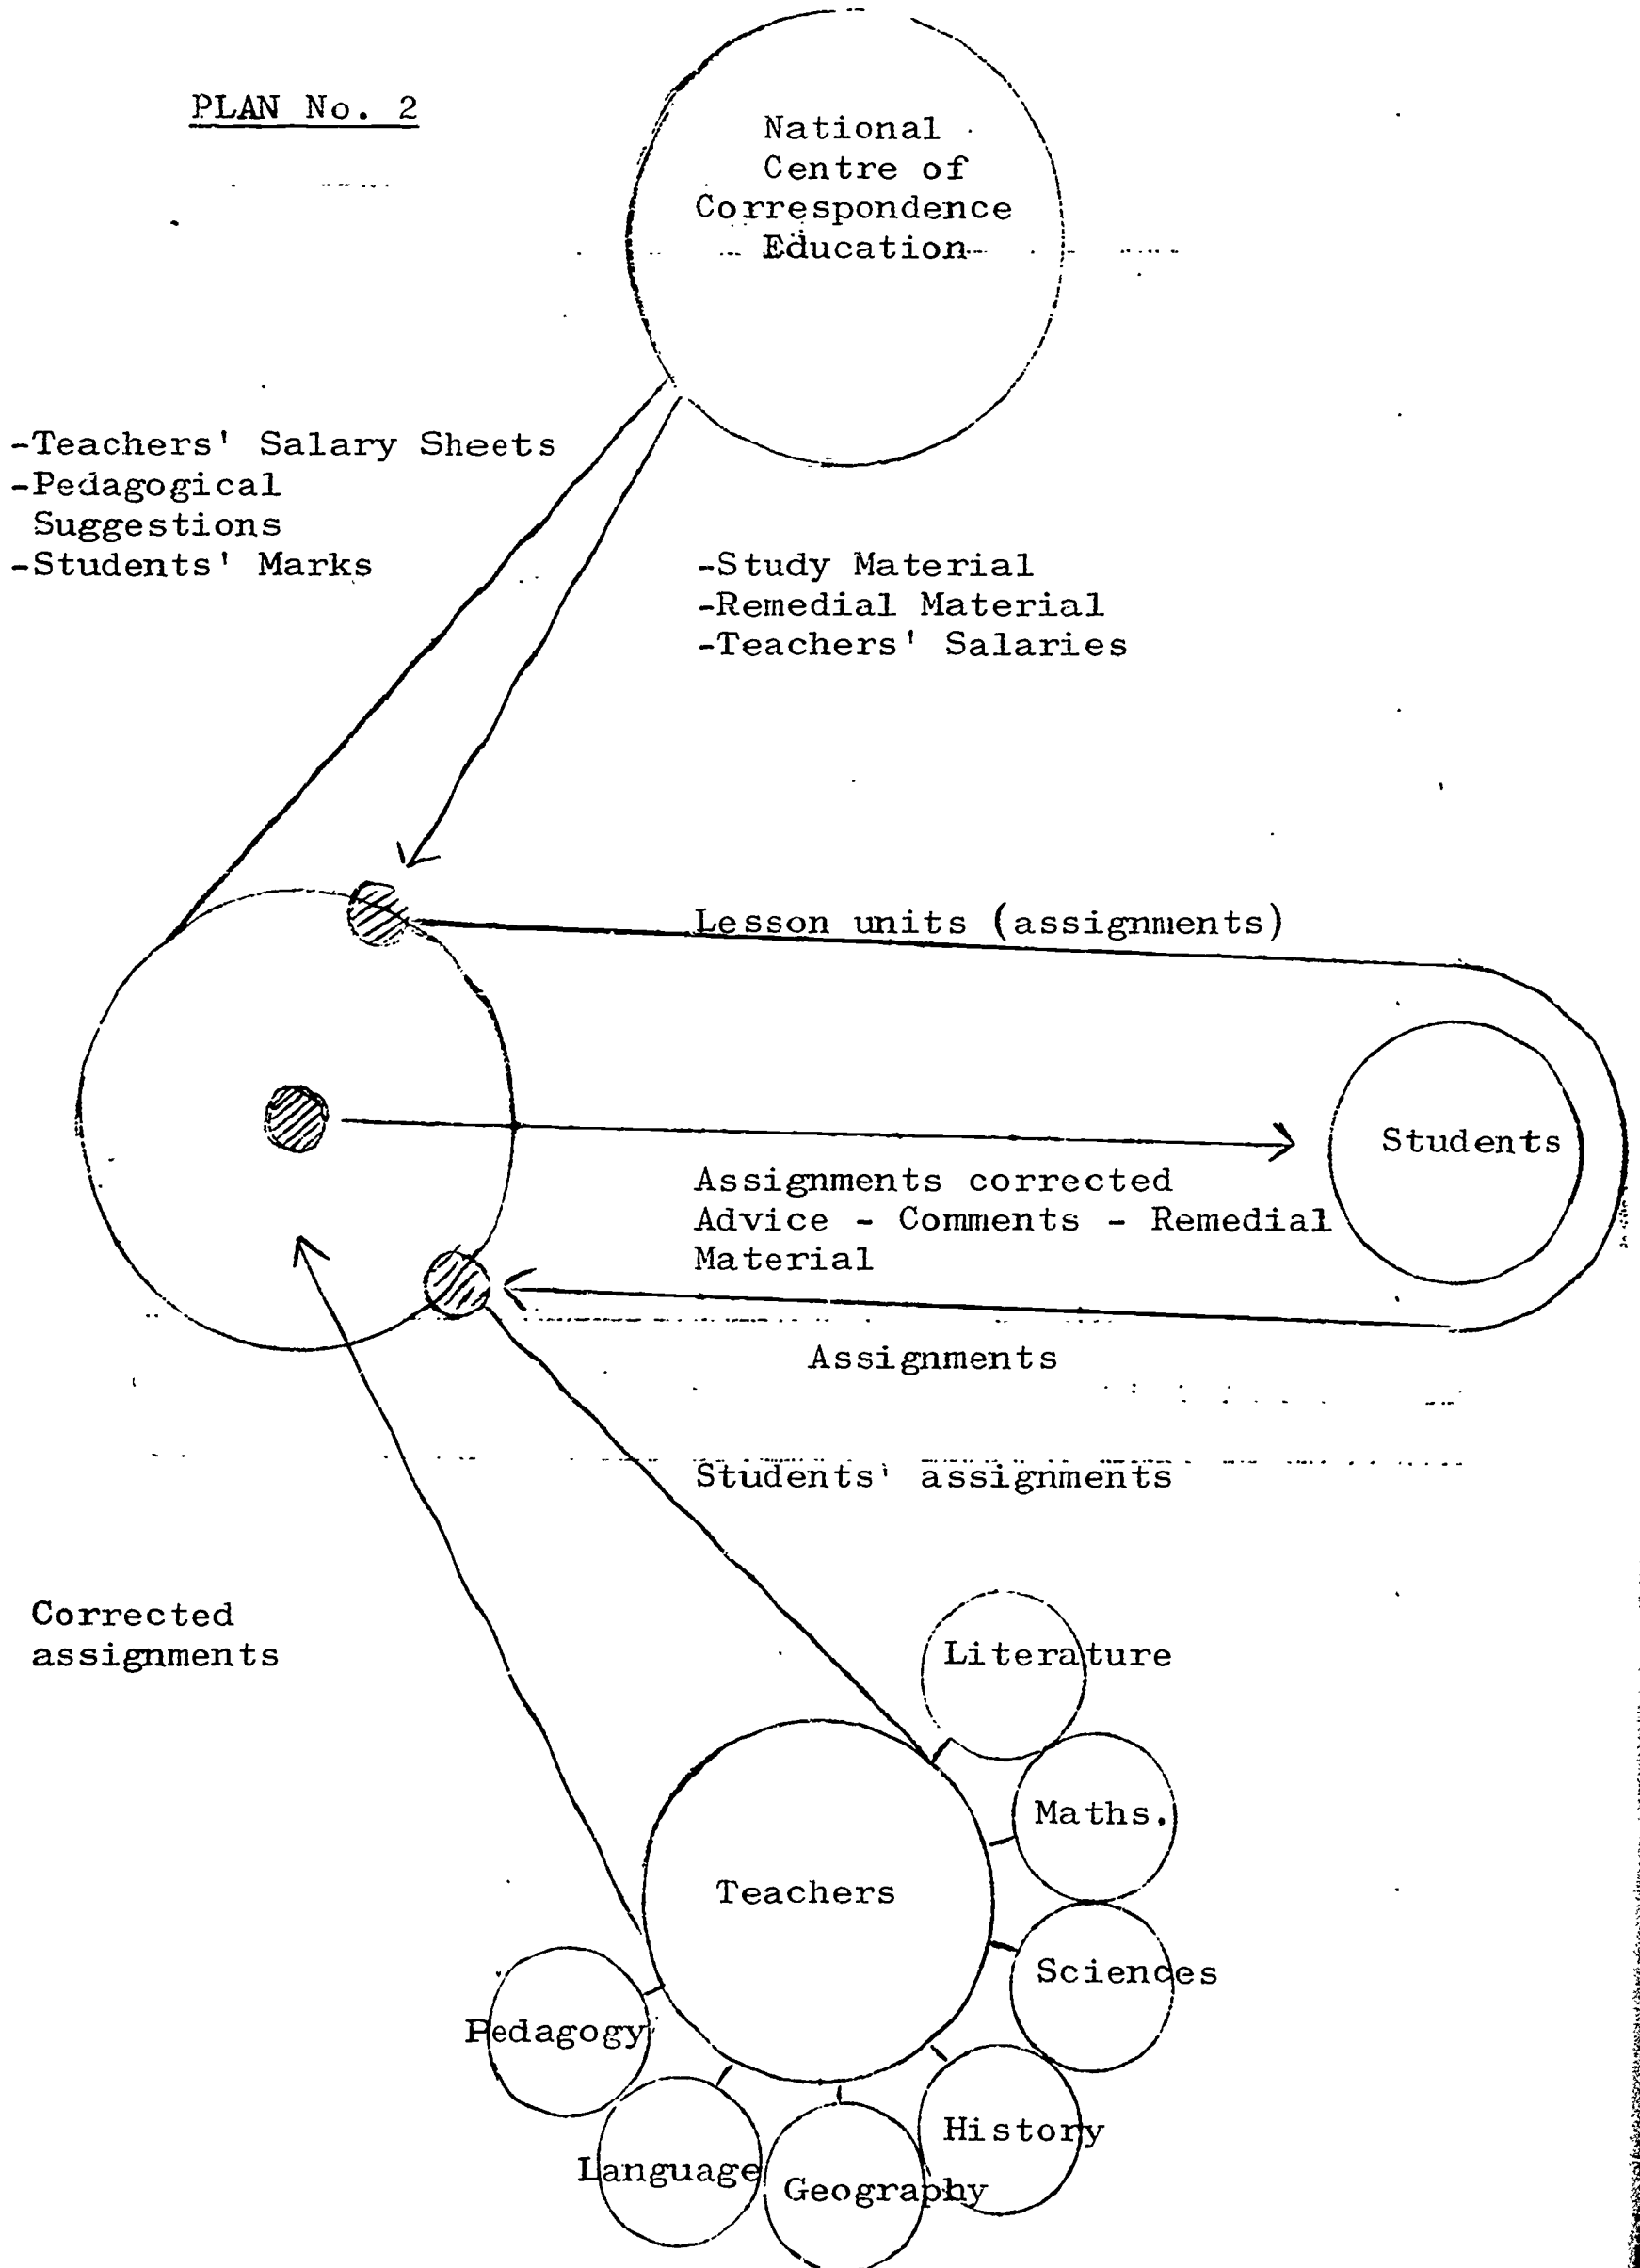 PLAN No. 2
National
Centre of
Correspondence
Education
-Teachers' Salary Sheets
-Pedagogical
Suggestions
-Students' Marks
-Study Material
-Remedial Material
-Teachers' Salaries
Lesson units (assignments)
Students
Assignments corrected
Advice - Comments - Remedial
Material
Assignments
Students' assignments
Corrected
assignments
Literature
Maths.
Teachers
Sciences
Pedagogy
History
Language
Geography